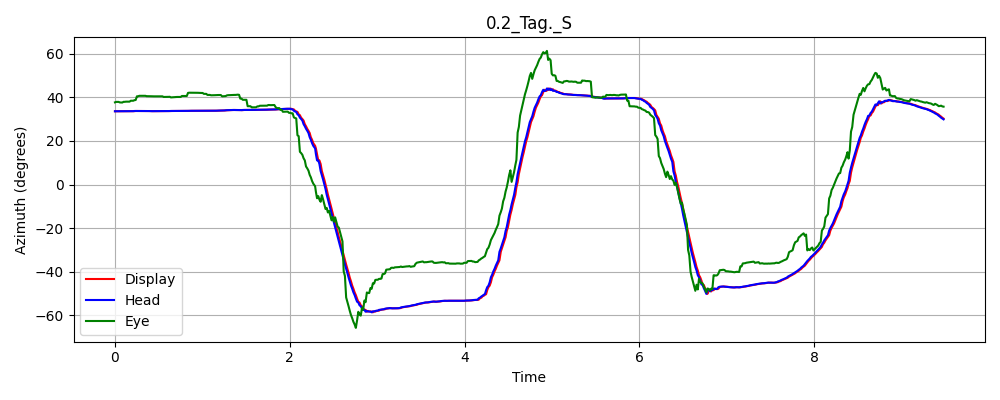 0.2_Tag._S
Azimuth (degrees)
60
40
20
0
−20
−40
−60
Display
Head
Eye
0 2 4 6 8
Time